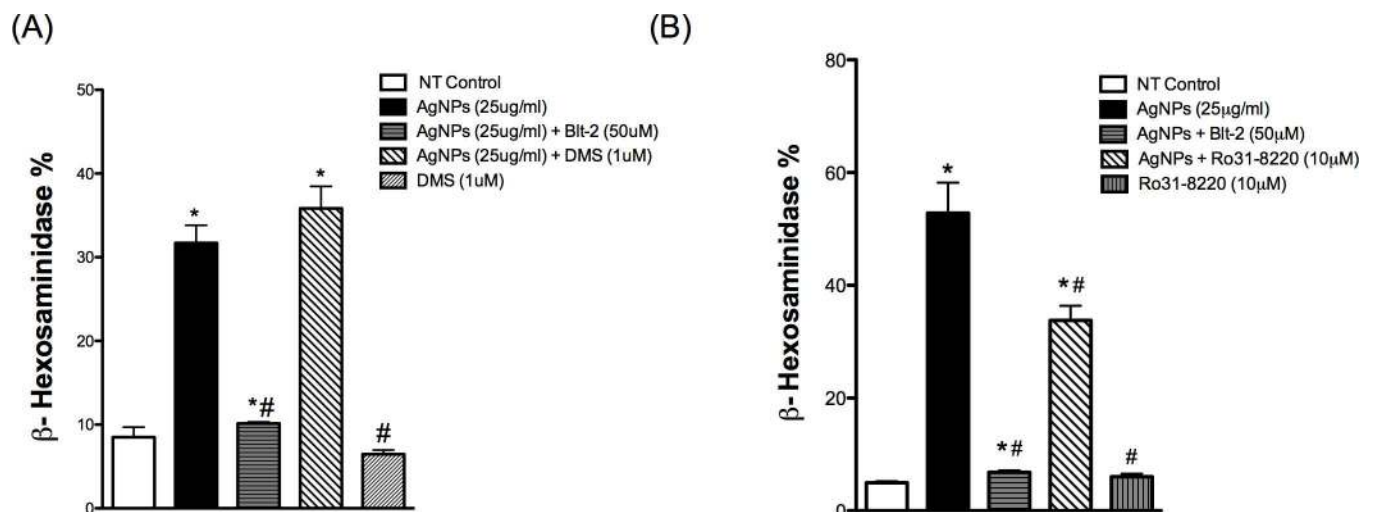 (A)
50
40
30
20
10
0
β- Hexosaminidase %
NT Control
AgNPs (25ug/ml)
AgNPs (25ug/ml) + Blt-2 (50uM)
AgNPs (25ug/ml) + DMS (1uM)
DMS (1uM)
*
*#
*
#
(B)
80
60
40
20
0
β- Hexosaminidase %
NT Control
AgNPs (25μg/ml)
AgNPs + Blt-2 (50μM)
AgNPs + Ro31-8220 (10μM)
Ro31-8220 (10μM)
*
*#
*#
#